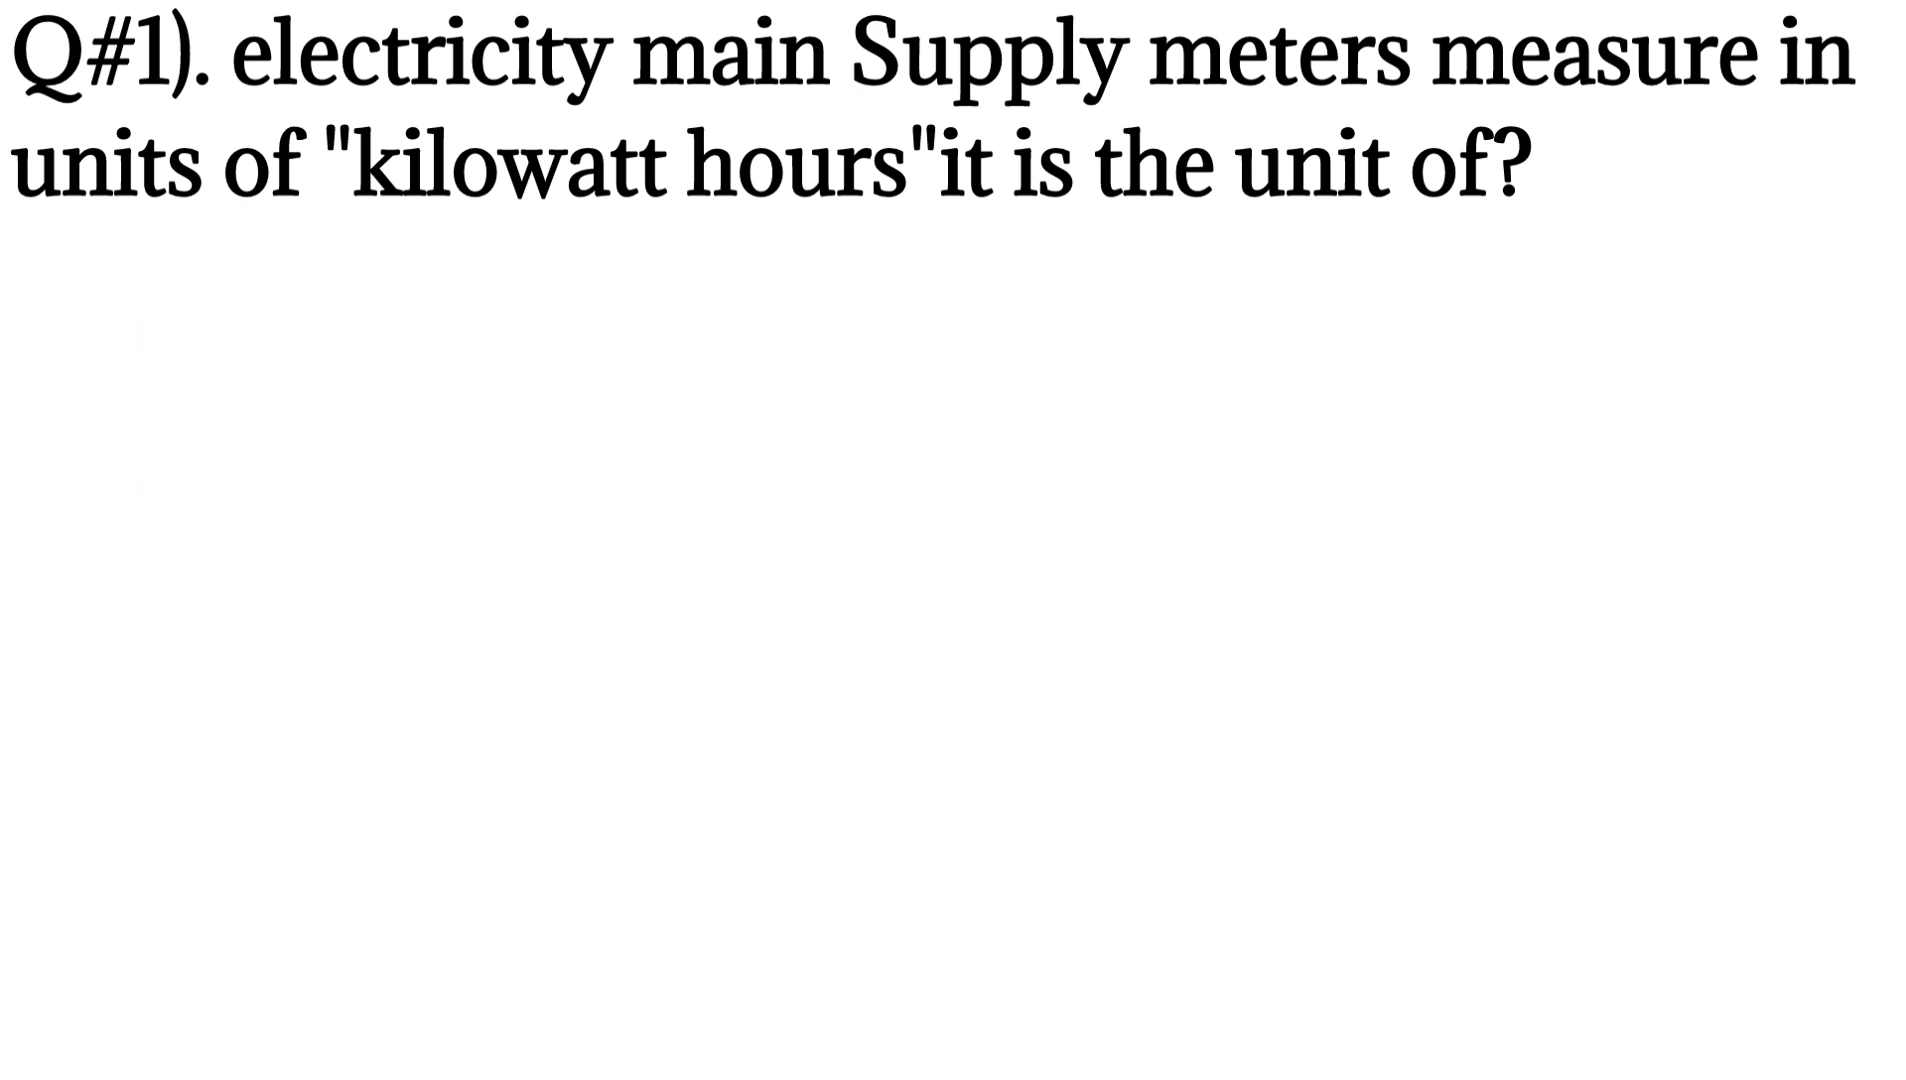 Q#1). electricity main Supply meters measure in
units of "kilowatt hours"it is the unit of?